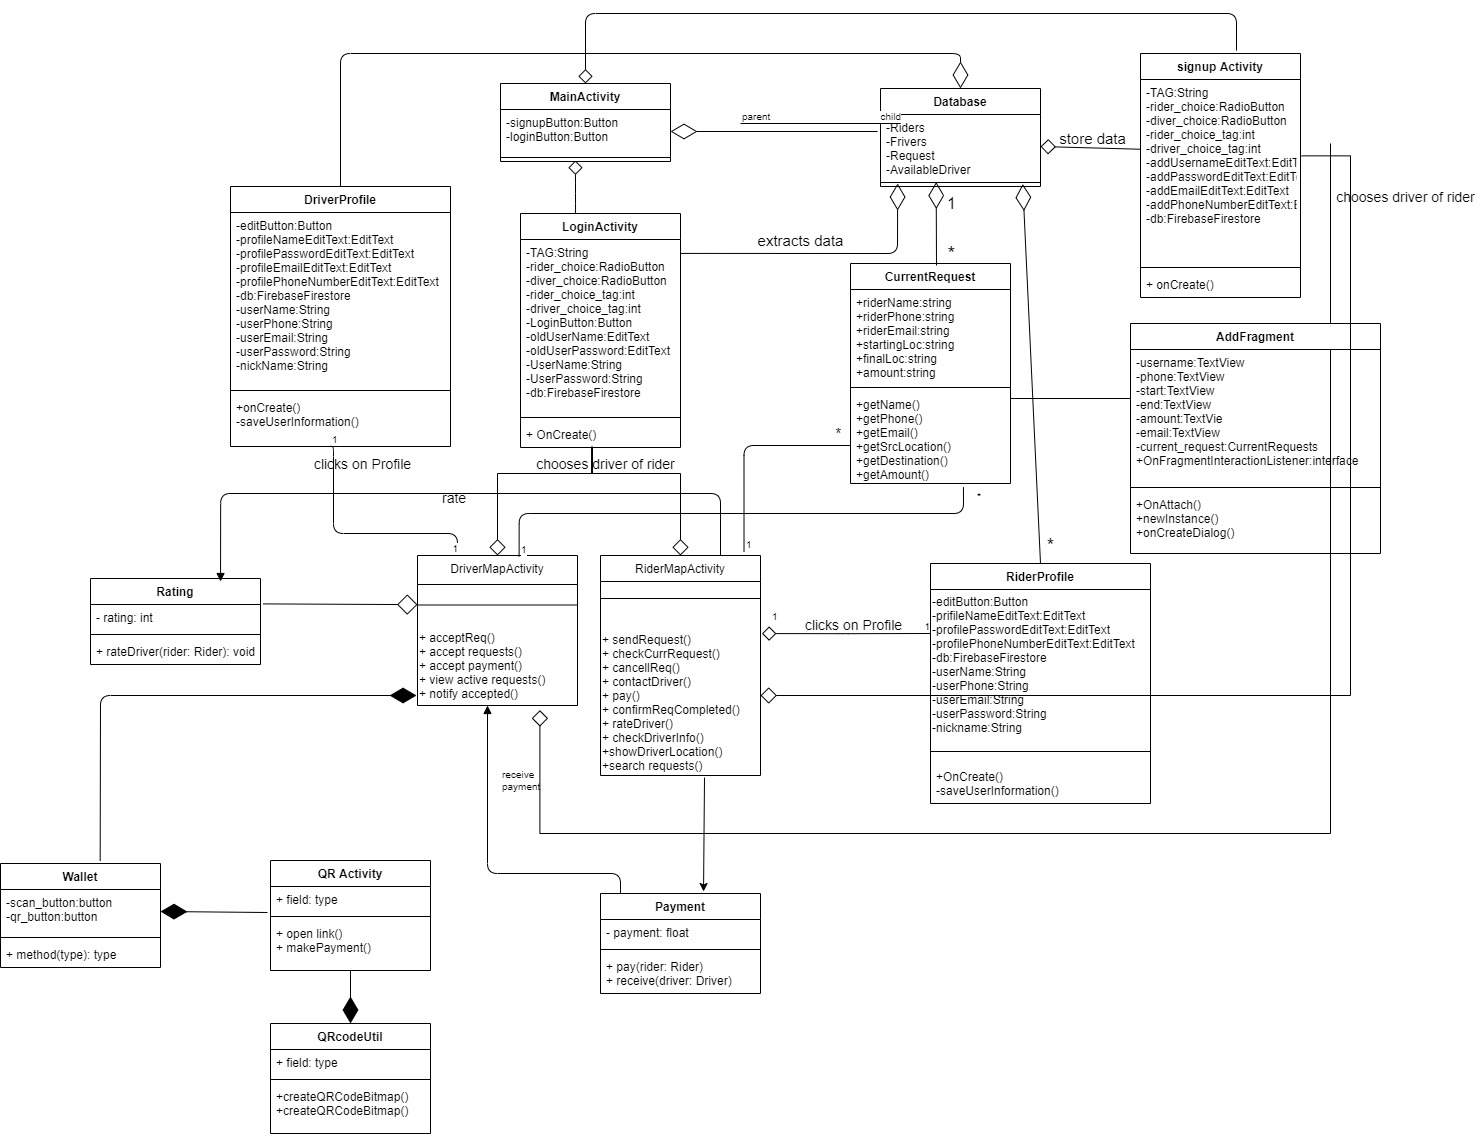 MainActivity
-signupButton:Button
-loginButton:Button
parent
child
Database
-Riders
-Frivers
-Request
-AvailableDriver
store data
signup Activity
-TAG:String
-rider_choice:RadioButton
-diver_choice:RadioButton
-rider_choice_tag:int
-driver_choice_tag:int
-addUsernameEditText:EditT
-addPasswordEditText:EditT
-addEmailEditText:EditText
-addPhoneNumberEditText:E
-db:FirebaseFirestore
+ onCreate()
chooses driver of rider
DriverProfile
-editButton:Button
-profileNameEditText:EditText
-profilePasswordEditText:EditText
-profileEmailEditText:EditText
-profilePhoneNumberEditText:EditText
-db:FirebaseFirestore
-userName:String
-userPhone:String
-userEmail:String
-userPassword:String
-nickName:String
+onCreate()
-saveUserInformation()
1
clicks on Profile
1
LoginActivity
-TAG:String
-rider_choice:RadioButton
-diver_choice:RadioButton
-rider_choice_tag:int
-driver_choice_tag:int
-LoginButton:Button
-oldUserName:EditText
-oldUserPassword:EditText
-UserName:String
-UserPassword:String
-db:FirebaseFirestore
+ OnCreate()
chooses driver of rider
extracts data
1
*
CurrentRequest
+riderName:string
+riderPhone:string
+riderEmail:string
+startingLoc:string
+finalLoc:string
+amount:string
+getName()
+getPhone()
+getEmail()
+getSrcLocation()
+getDestination()
+getAmount()
*
*
1
1
AddFragment
-username:TextView
-phone:TextView
-start:TextView
-end:TextView
-amount:TextVie
-email:TextView
-current_request:CurrentRequests
+OnFragmentInteractionListener:interface
+OnAttach()
+newInstance()
+onCreateDialog()
rate
Rating
- rating: int
+ rateDriver(rider: Rider): void
DriverMapActivity
+ acceptReq()
+ accept requests()
+ accept payment()
+ view active requests()
+ notify accepted()
RiderMapActivity
+ sendRequest()
+ checkCurrRequest()
+ cancellReq()
+ contactDriver()
+ pay()
+ confirmReqCompleted()
+ rateDriver()
+ checkDriverInfo()
+showDriverLocation()
+search requests()
1
clicks on Profile
1
*
RiderProfile
-editButton:Button
-prifileNameEditText:EditText
-profilePasswordEditText:EditText
-profilePhoneNumberEditText:EditText
-db:FirebaseFirestore
-userName:String
-userPhone:String
-userEmail:String
-userPassword:String
-nickname:String
+OnCreate()
-saveUserInformation()
receive
payment
Wallet
-scan_button:button
-qr_button:button
+ method(type): type
QR Activity
+ field: type
+ open link()
+ makePayment()
Payment
- payment: float
+ pay(rider: Rider)
+ receive(driver: Driver)
QRcodeUtil
+ field: type
+createQRCodeBitmap()
+createQRCodeBitmap()